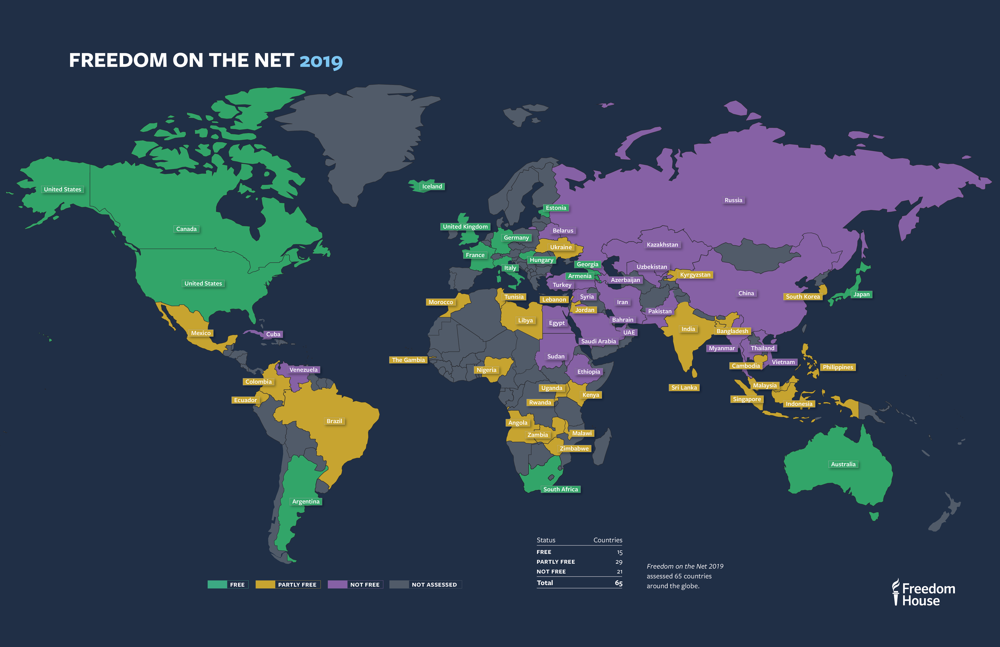 FREEDOM ON THE NET 2019
Iceland
United States
Russia
Estonia
United Kingdom
Canada
Belarus
Germany
Kazakhstan
Ukraine
France
Hungary
Georgia
Uzbekistan
Italy
Kyrgyzstan
Armenia
Azerbaijan
United States
Turkey
China
Japan
Syria
South Korea
Tunisia
Lebanon
Morocco
Iran
Jordan
Pakistan
Libya
Bahrain
Egypt
India
Bangladesh
UAE
Mexico
Cuba
Saudi Arabia
Myanmar
Thailand
Sudan
The Gambia
Vietnam
Cambodia
Philippines
Venezuela
Nigeria
Ethiopia
Colombia
Malaysia
Sri Lanka
Uganda
Kenya
Singapore
Ecuador
Rwanda
Indonesia
Brazil
Angola
Malawi
Zambia
Zimbabwe
Australia
South Africa
Argentina
Status Countries
FREE 15
PARTLY FREE 29
NOT FREE 21
Total 65
Freedom on the Net 2019
assessed 65 countries
around the globe.
FREE PARTLY FREE NOT FREE NOT ASSESSED
Freedom
House